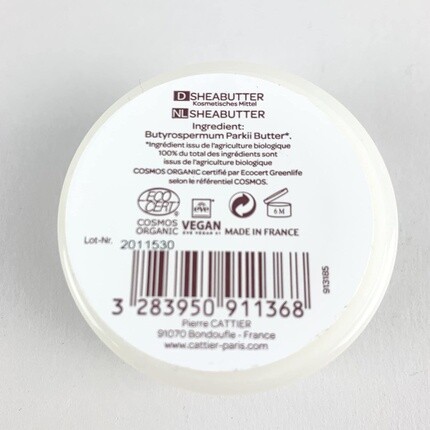 D SHEABUTTER
Kosmetisches Mittel
NL SHEABUTTER
Ingredient:
Butyrospermum Parkii Butter*.
*Ingrédient issu de l'agriculture biologique
100% du total des ingrédients sont
issus de l'agriculture biologique
COSMOS ORGANIC certifié par Ecocert Greenlife
selon le référentiel COSMOS.
ECO
CERT
COSMOS
ORGANIC
eve
VEGAN
6 M
MADE IN FRANCE
Lot-Nr. 2011530
913185
3 283950 911368
Pierre CATTIER
91070 Bondoufle - France
www.cattier-paris.com